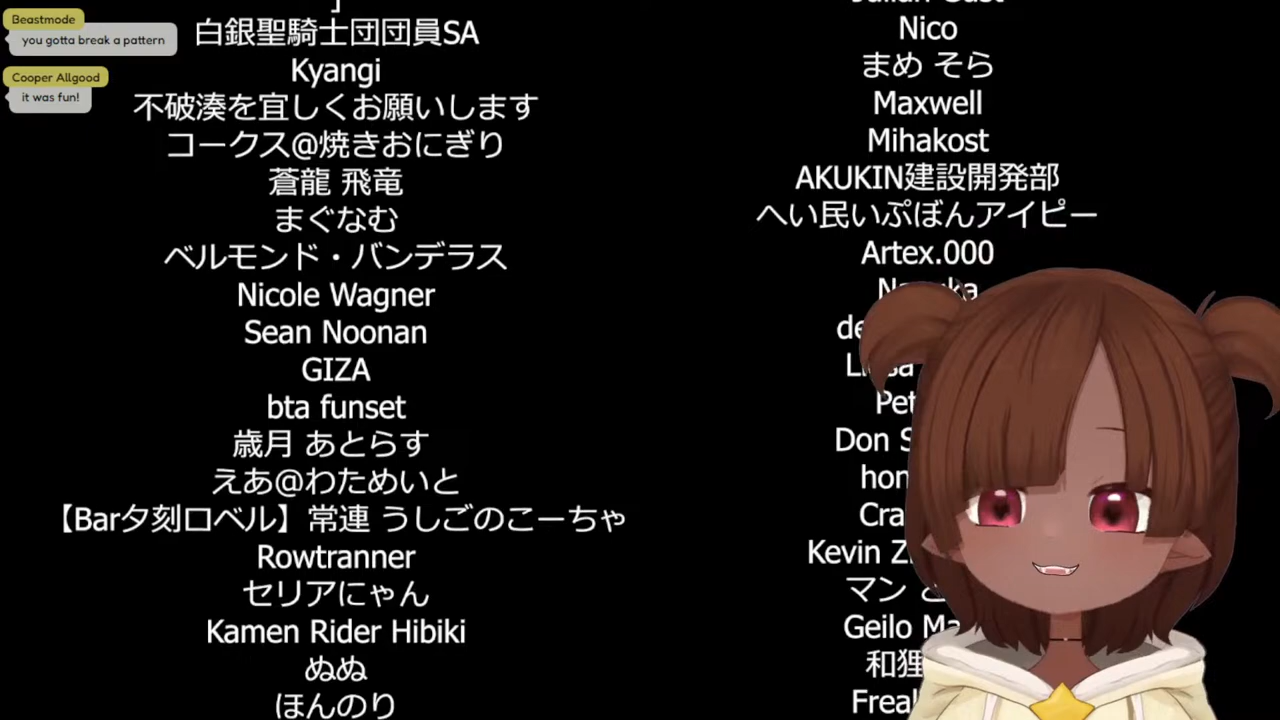 Beastmode
you gotta break a pattern
Cooper Allgood
it was fun!
」
白銀聖騎士団団員SA
Kyangi
不破湊を宜しくお願いします
コークス@焼きおにぎり
蒼龍 飛竜
まぐなむ
ベルモンド・バンデラス
Nicole Wagner
Sean Noonan
GIZA
bta funset
歳月 あとらす
えあ@わためいと
【Bar夕刻ロベル】常連 うしごのこーちゃ
Rowtranner
セリアにゃん
Kamen Rider Hibiki
ぬぬ
ほんのり
Nico
まめ そら
Maxwell
Mihakost
AKUKIN建設開発部
へい民いぷぼんアイピー
Artex.000
Don
Kevin
マン
Geilo